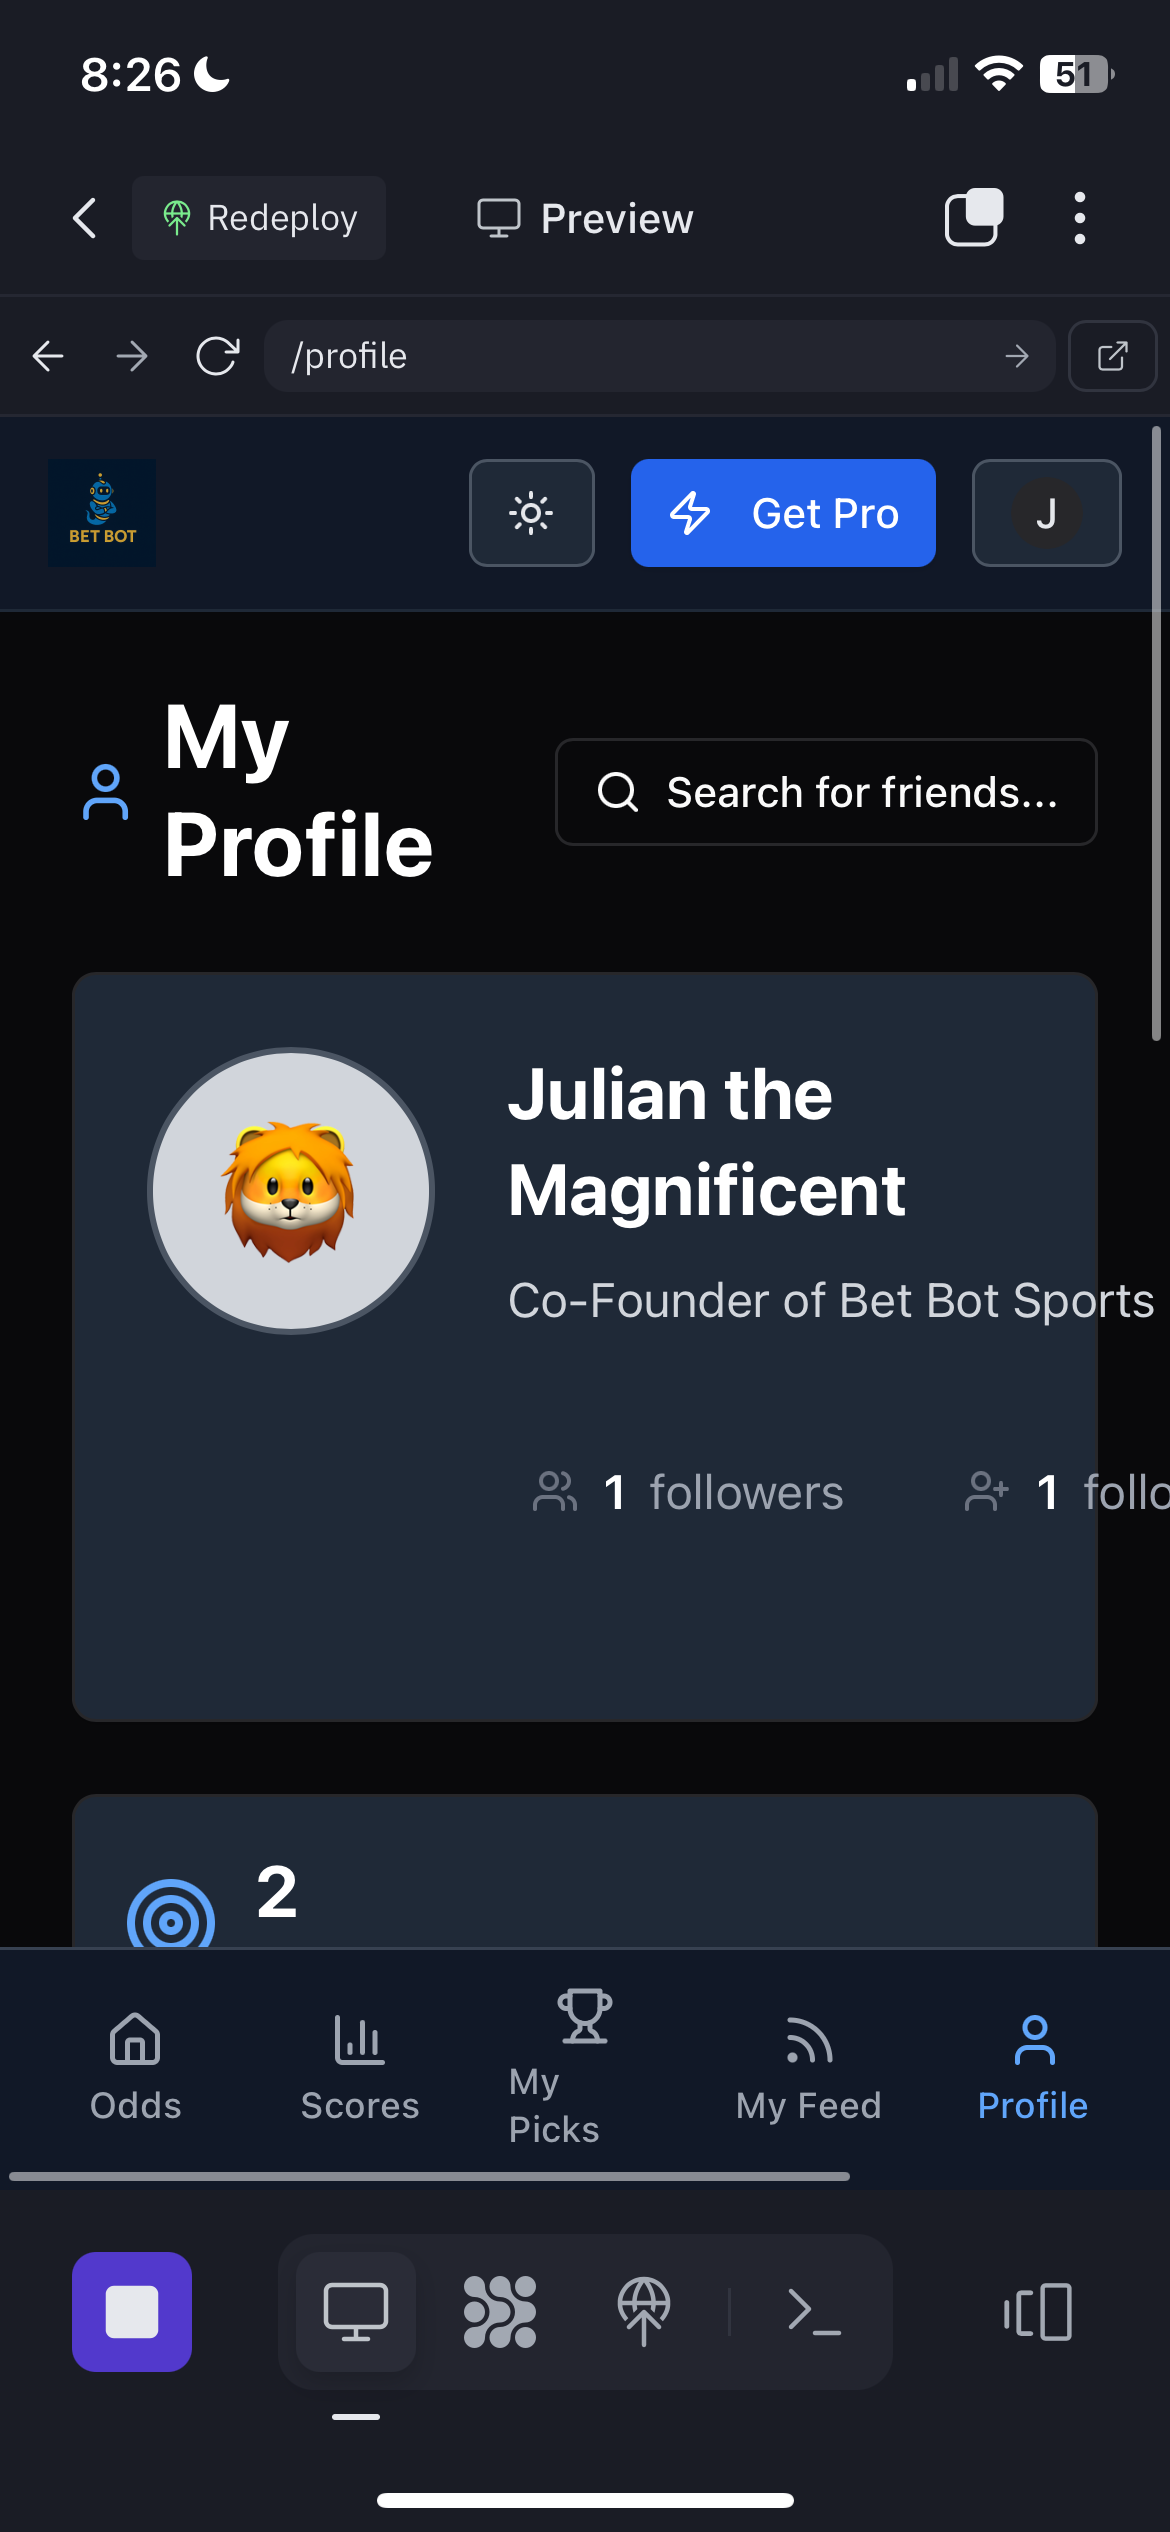 8:26
51
Redeploy
Preview
/profile
BET BOT
Get Pro
J
My
Profile
Search for friends...
Julian the
Magnificent
Co-Founder of Bet Bot Sports
1 followers
1 follo
2
Odds
Scores
My
Picks
My Feed
Profile